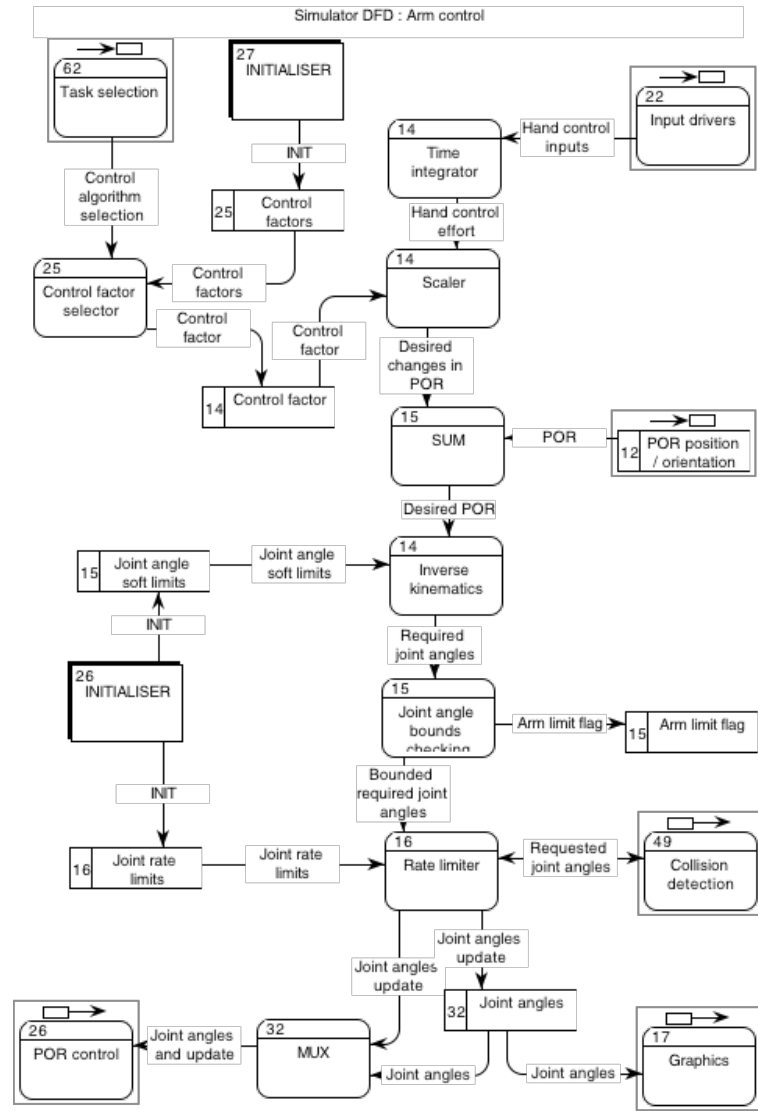 Simulator DFD : Arm control
62
Task selection
27
INITIALISER
22
Input drivers
Hand control
inputs
14
Time
integrator
INIT
Control
algorithm
selection
25
Control
factors
Hand control
effort
25
Control factor
selector
Control
factors
14
Scaler
Control
factor
Control
factor
Desired
changes in
POR
14
Control factor
15
SUM
POR
12
POR position
/ orientation
Desired POR
14
Inverse
kinematics
15
Joint angle
soft limits
Joint angle
soft limits
INIT
Required
joint angles
26
INITIALISER
15
Joint angle
bounds
checking
Arm limit flag
15
Arm limit flag
INIT
Bounded
required joint
angles
16
Joint rate
limits
Joint rate
limits
16
Rate limiter
Requested
joint angles
49
Collision
detection
Joint angles
update
Joint angles
update
32
Joint angles
26
POR control
Joint angles
and update
32
MUX
Joint angles
Joint angles
17
Graphics